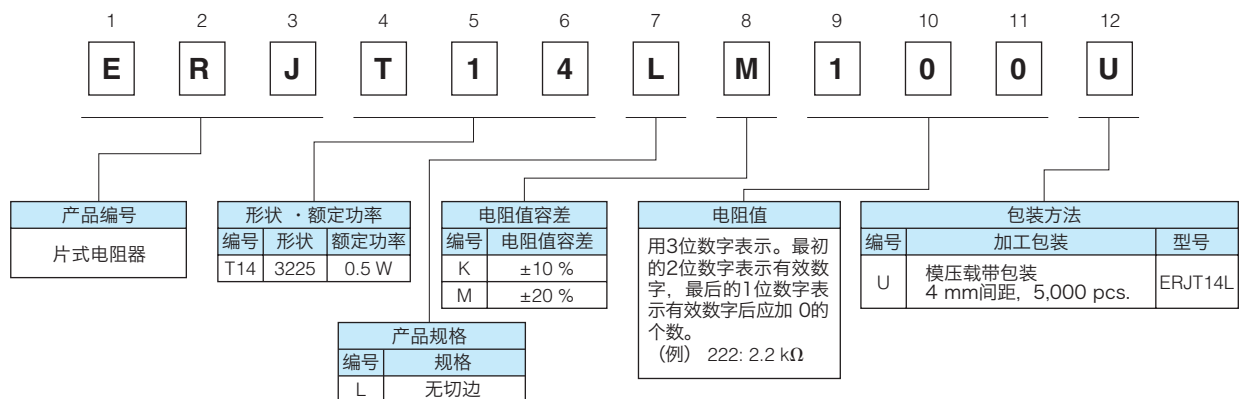 1 2 3 4 5 6 7 8 9 10 11 12
E R J T 1 4 L M 1 0 0 U
产品编号
片式电阻器
形状 ・额定功率
编号 形状 额定功率
T14 3225 0.5 W
产品规格
编号 规格
L 无切边
电阻值容差
编号 电阻值容差
K ±10 %
M ±20 %
电阻值
用3位数字表示。最初
的2位数字表示有效数
字，最后的1位数字表
示有效数字后应加 0的
个数。
（例） 222: 2.2 kΩ
包装方法
编号 加工包装 型号
U 模压载带包装 ERJT14L
4 mm间距，5,000 pcs.